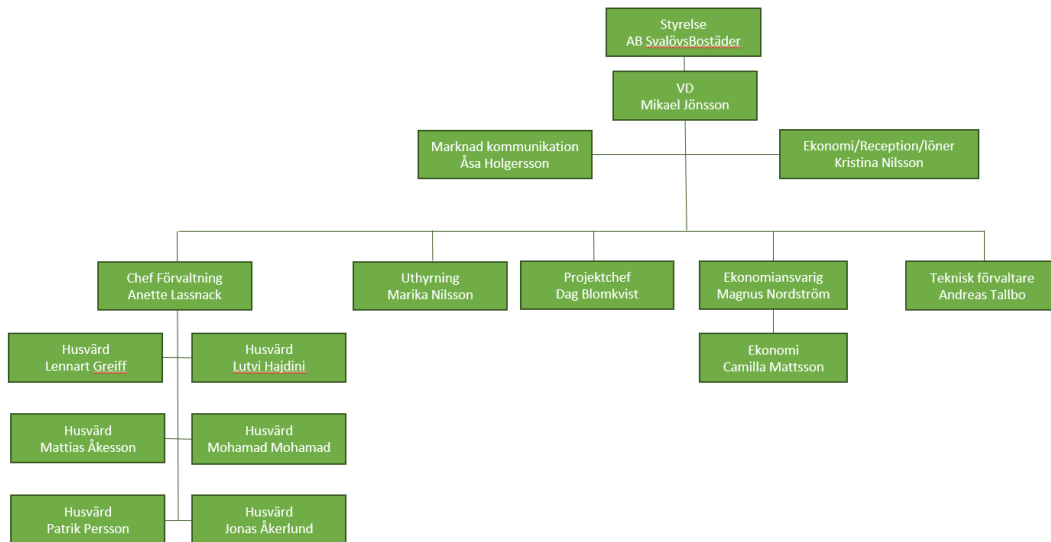 Styrelse
AB SvalövsBostäder
VD
Mikael Jönsson
Marknad kommunikation
Åsa Holgersson
Ekonomi/Reception/löner
Kristina Nilsson
Chef Förvaltning
Anette Lassnack
Uthyrning
Marika Nilsson
Projektchef
Dag Blomkvist
Ekonomiansvarig
Magnus Nordström
Teknisk förvaltare
Andreas Tallbo
Husvärd
Lennart Greiff
Husvärd
Lutvi Hajdini
Ekonomi
Camilla Mattsson
Husvärd
Mattias Åkesson
Husvärd
Mohamad Mohamad
Husvärd
Patrik Persson
Husvärd
Jonas Åkerlund